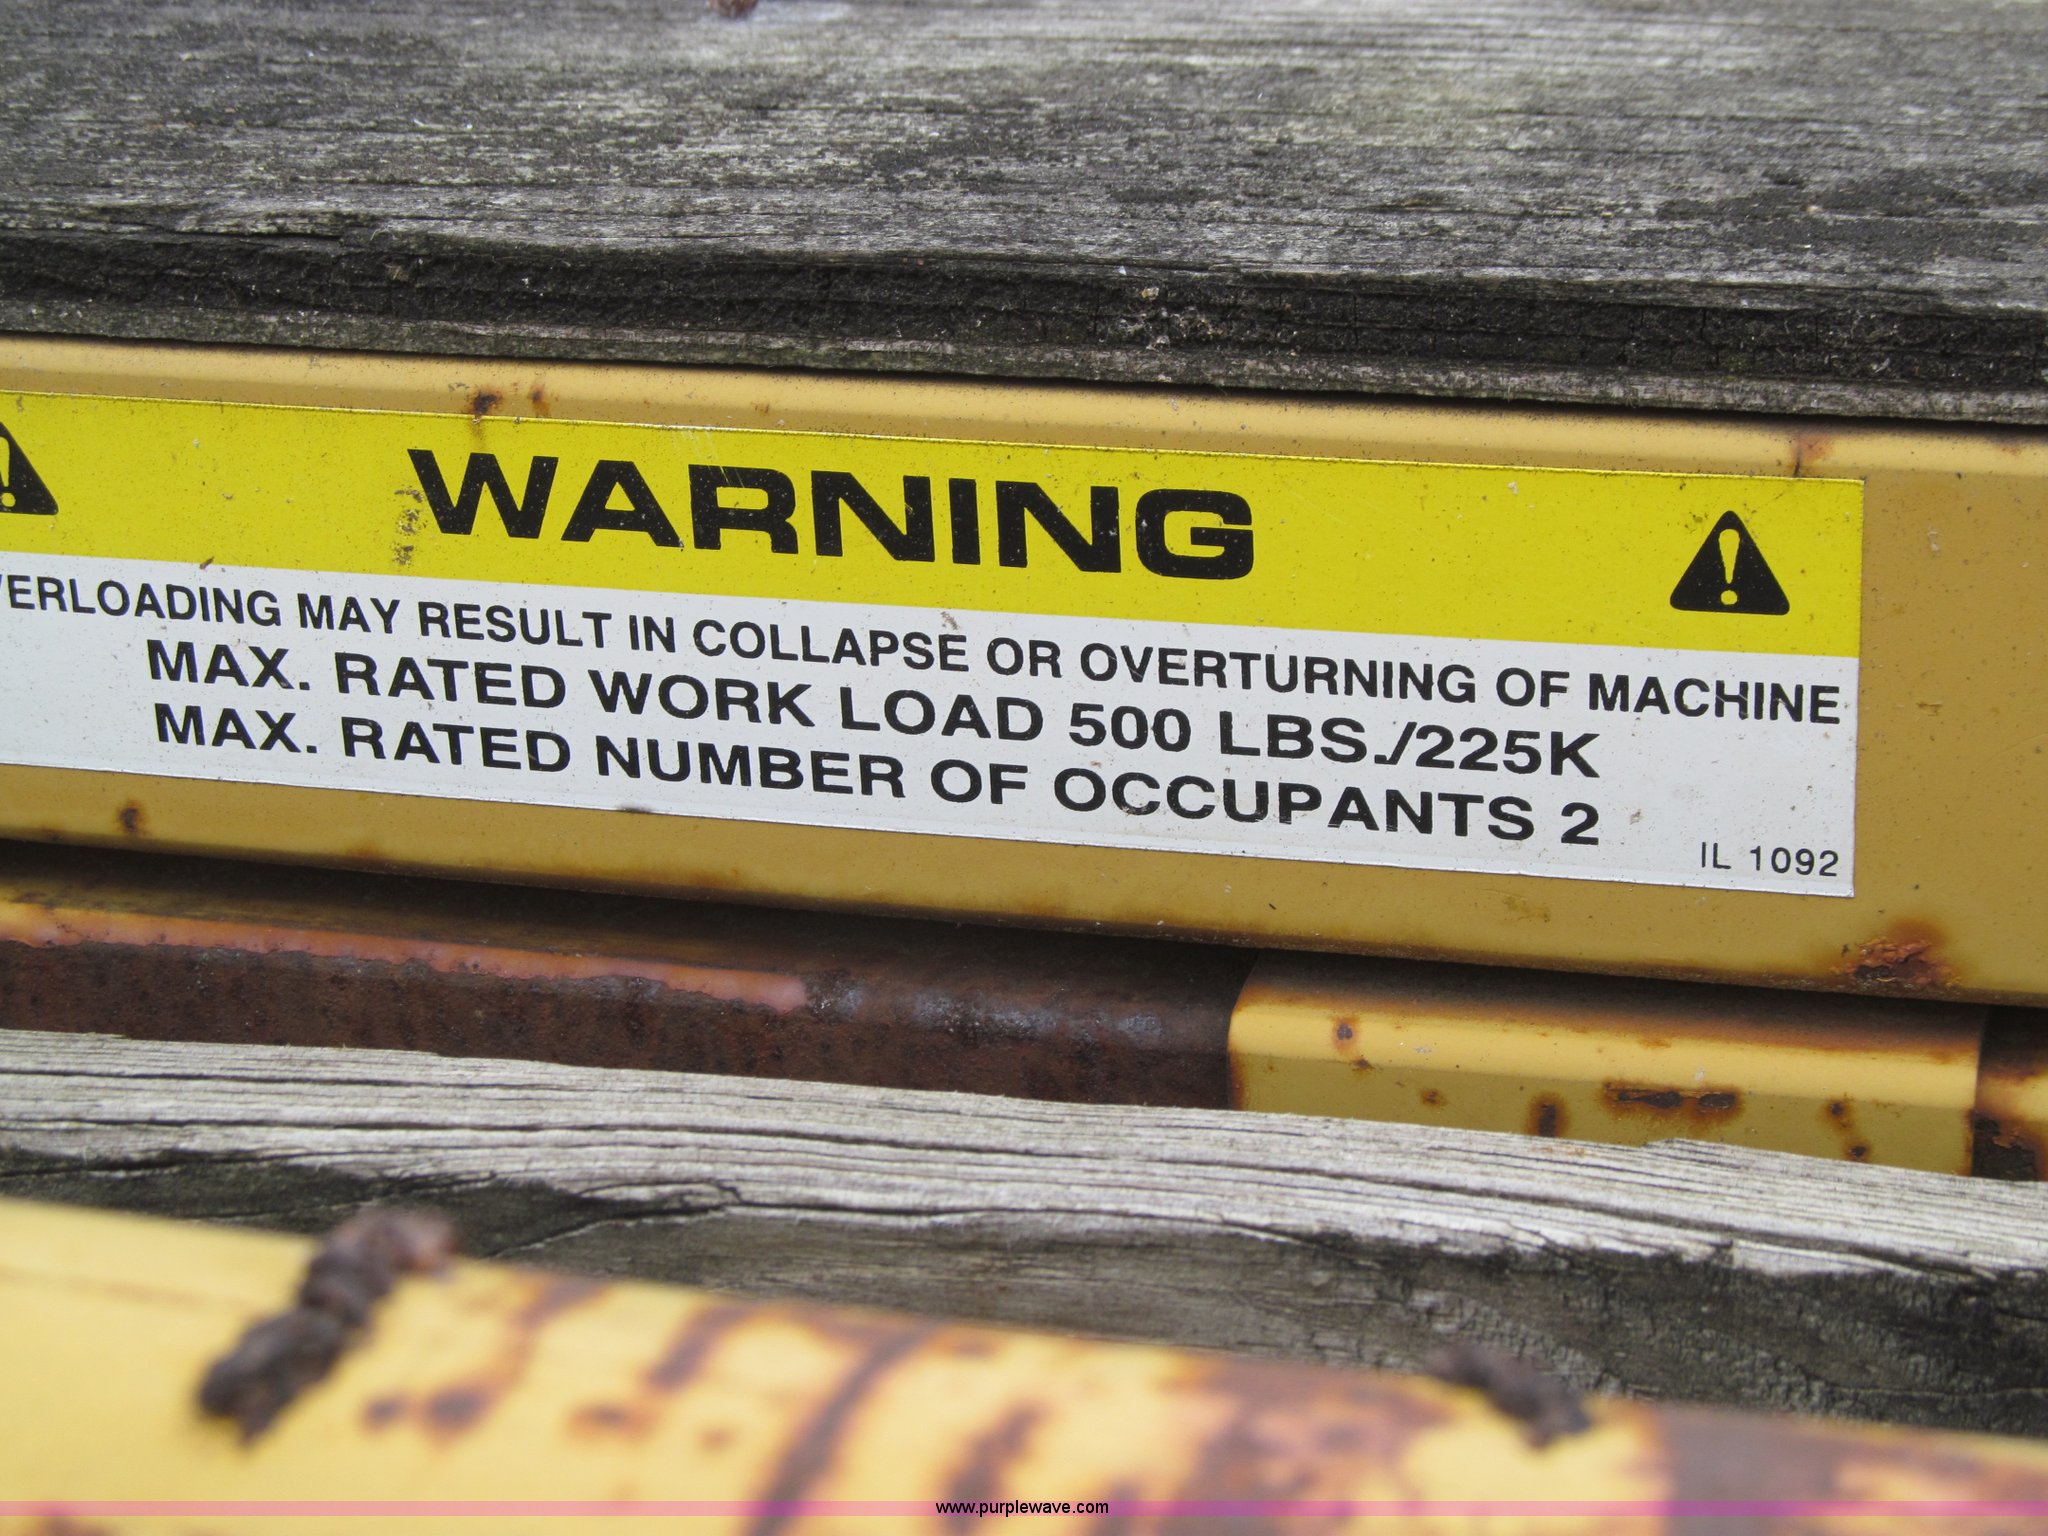 WARNING
VERLOADING MAY RESULT IN COLLAPSE OR OVERTURNING OF MACHINE
MAX. RATED WORK LOAD 500 LBS./225K
MAX. RATED NUMBER OF OCCUPANTS 2
IL 1092
www.purplewave.com